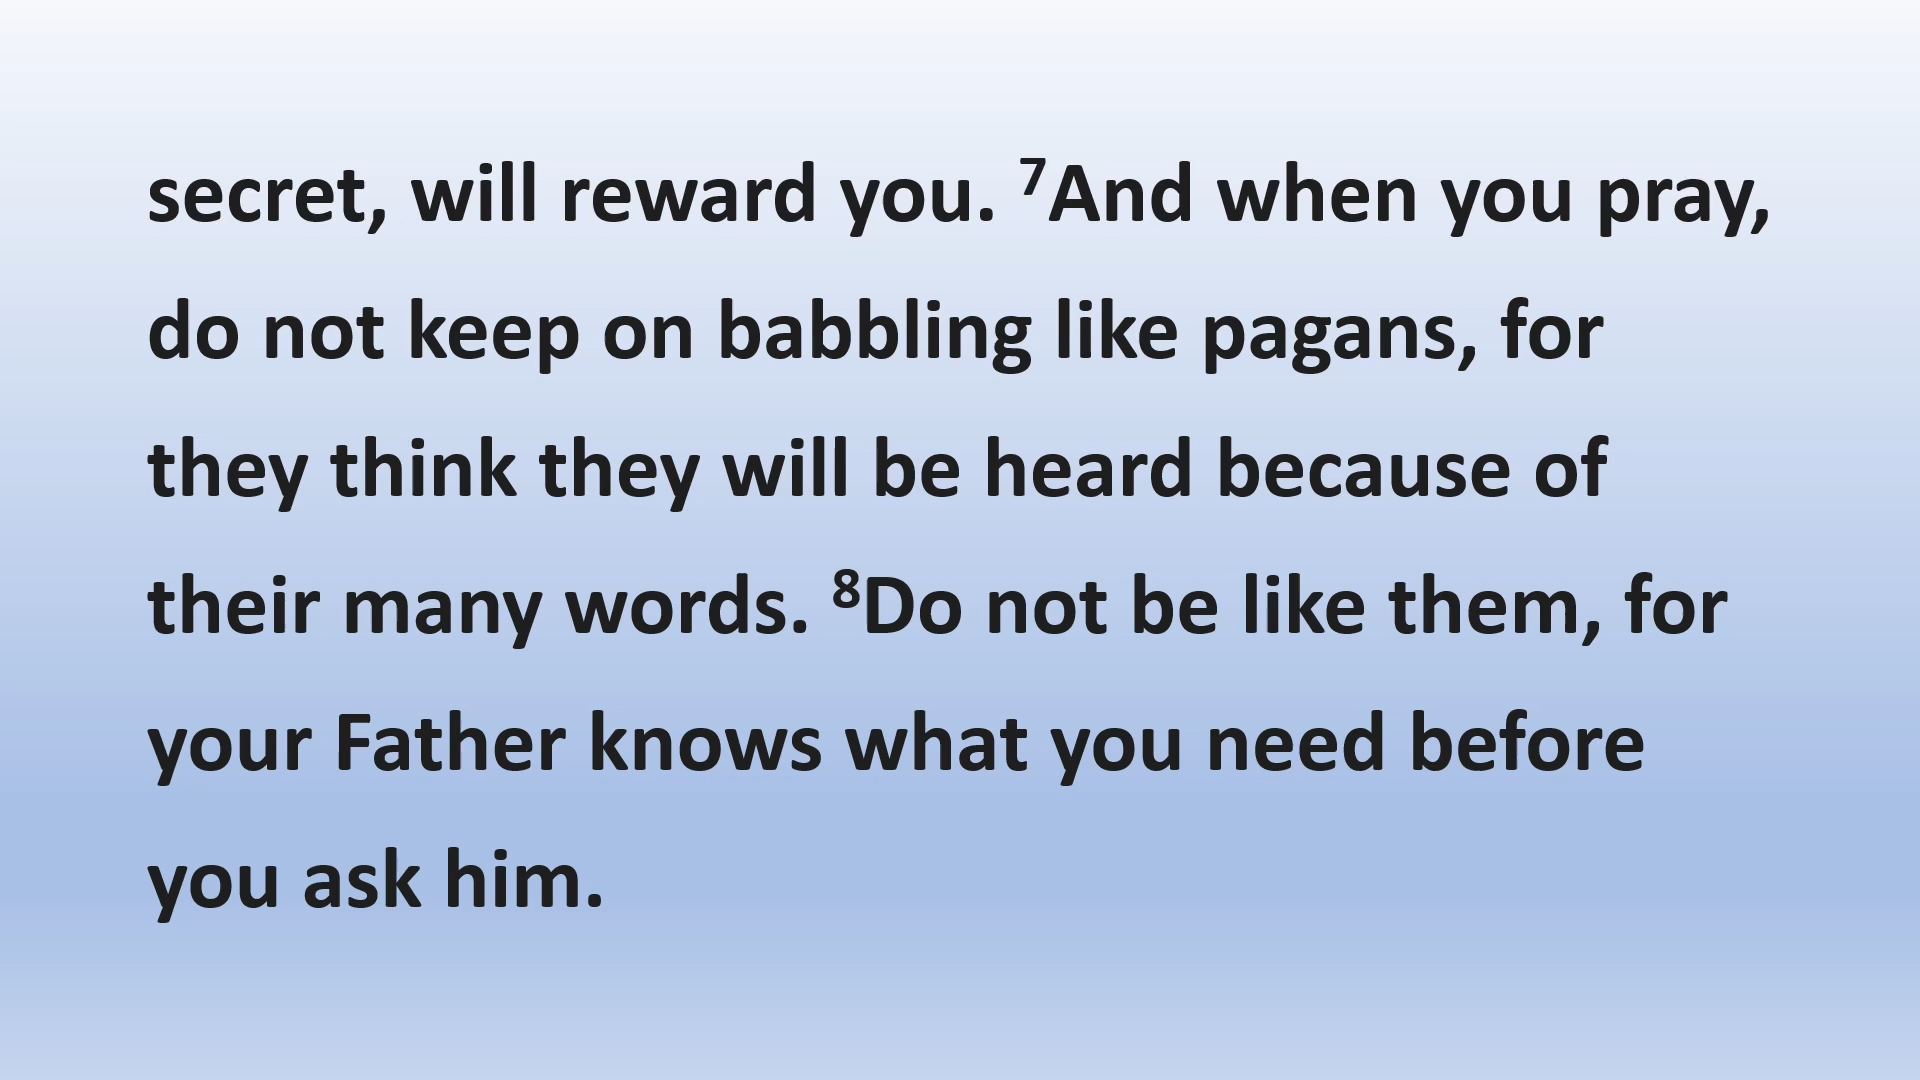 secret, will reward you. ⁷And when you pray,
do not keep on babbling like pagans, for
they think they will be heard because of
their many words. ⁸Do not be like them, for
your Father knows what you need before
you ask him.